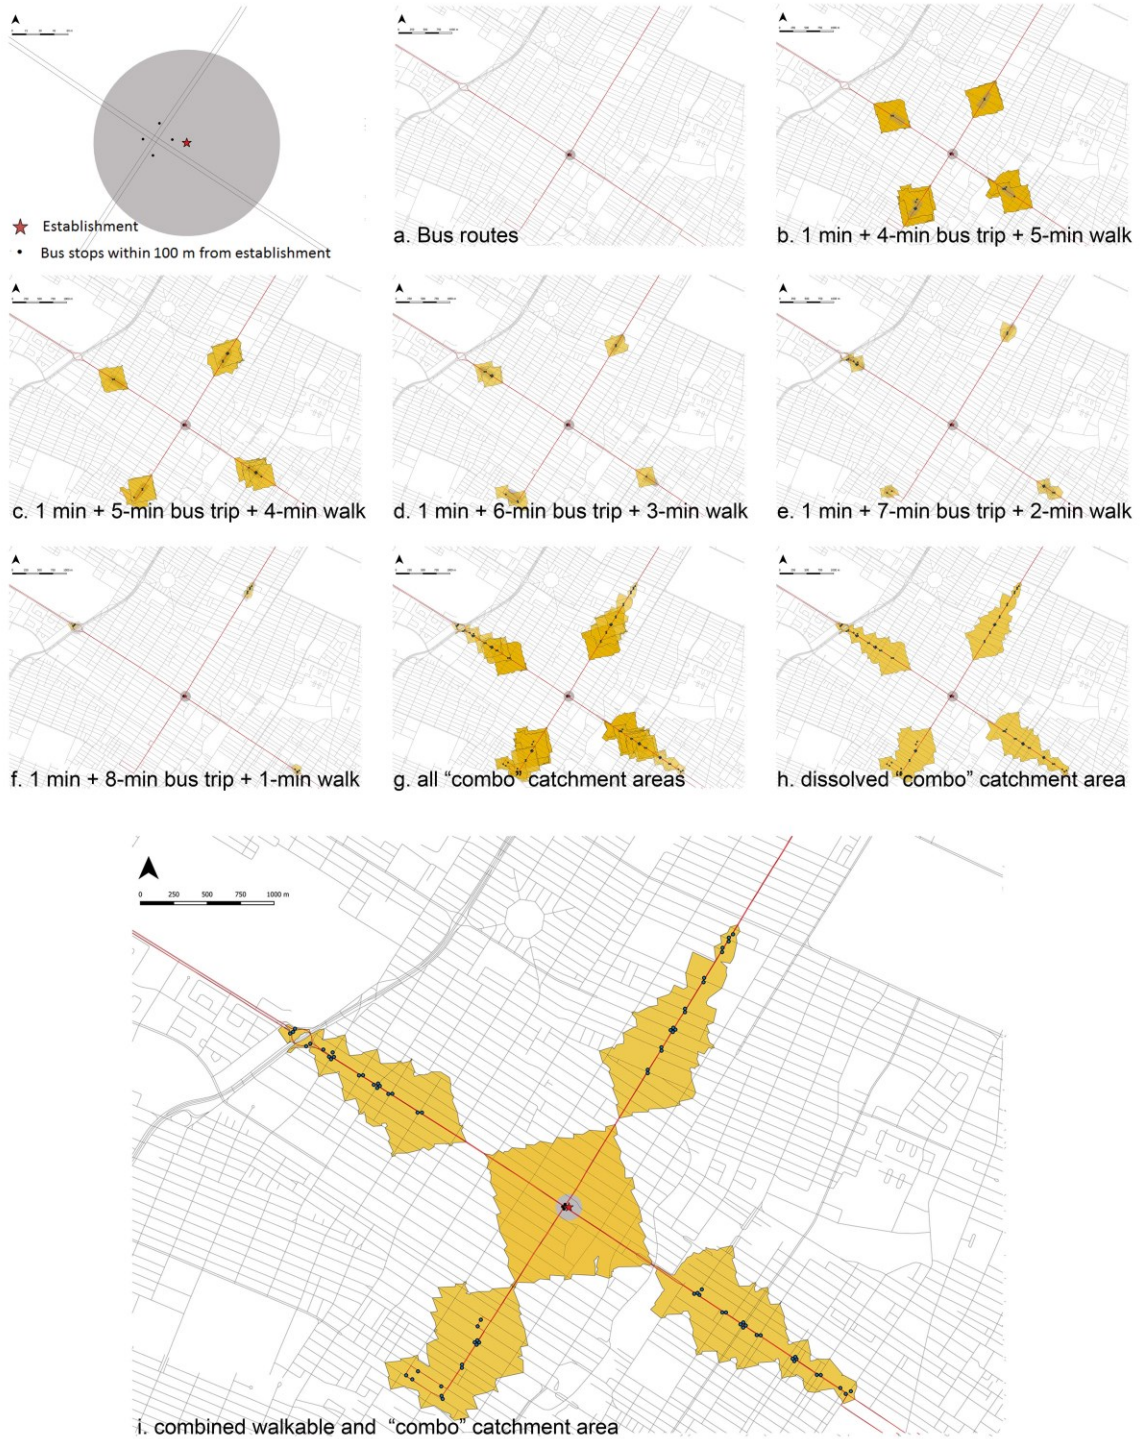 Establishment
Bus stops within 100 m from establishment
a. Bus routes
b. 1 min + 4-min bus trip + 5-min walk
c. 1 min + 5-min bus trip + 4-min walk
d. 1 min + 6-min bus trip + 3-min walk
e. 1 min + 7-min bus trip + 2-min walk
f. 1 min + 8-min bus trip + 1-min walk
g. all “combo” catchment areas
h. dissolved “combo” catchment area
0 250 500 750 1000 m
i. combined walkable and “combo” catchment area